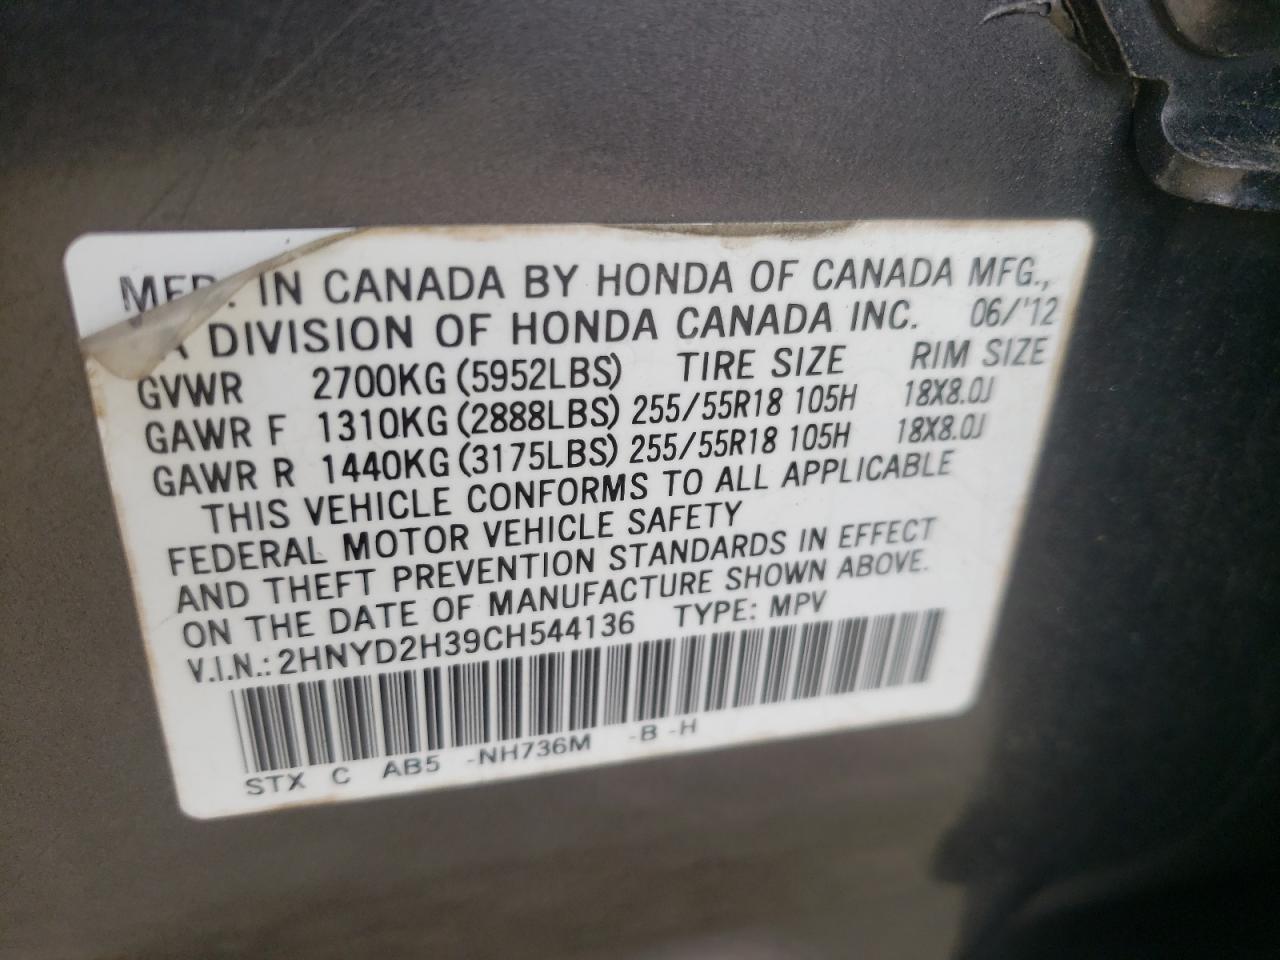 MFD. IN CANADA BY HONDA OF CANADA MFG.,
A DIVISION OF HONDA CANADA INC. 06/'12
GVWR 2700KG (5952LBS) TIRE SIZE RIM SIZE
GAWR F 1310KG (2888LBS) 255/55R18 105H 18X8.0J
GAWR R 1440KG (3175LBS) 255/55R18 105H 18X8.0J
THIS VEHICLE CONFORMS TO ALL APPLICABLE
FEDERAL MOTOR VEHICLE SAFETY
AND THEFT PREVENTION STANDARDS IN EFFECT
ON THE DATE OF MANUFACTURE SHOWN ABOVE.
V.I.N.: 2HNYD2H39CH544136 TYPE: MPV
STX C AB5 -NH736M -B -H